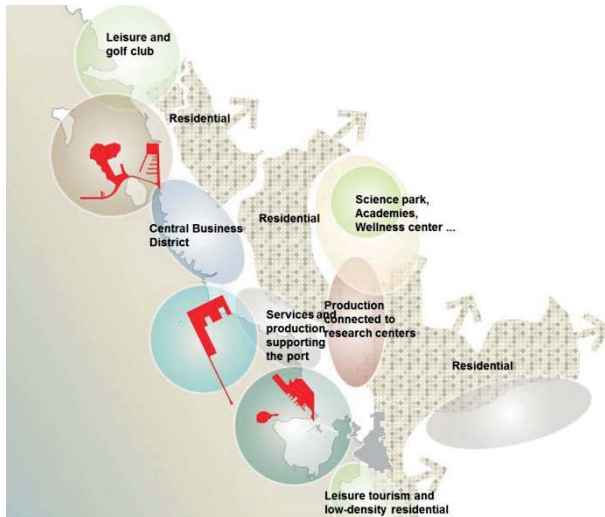 Leisure and
golf club
Residential
Science park,
Academies,
Wellness center ...
Residential
Central Business
District
Services and
production
supporting
the port
Production
connected to
research centers
Residential
Leisure tourism and
low-density residential